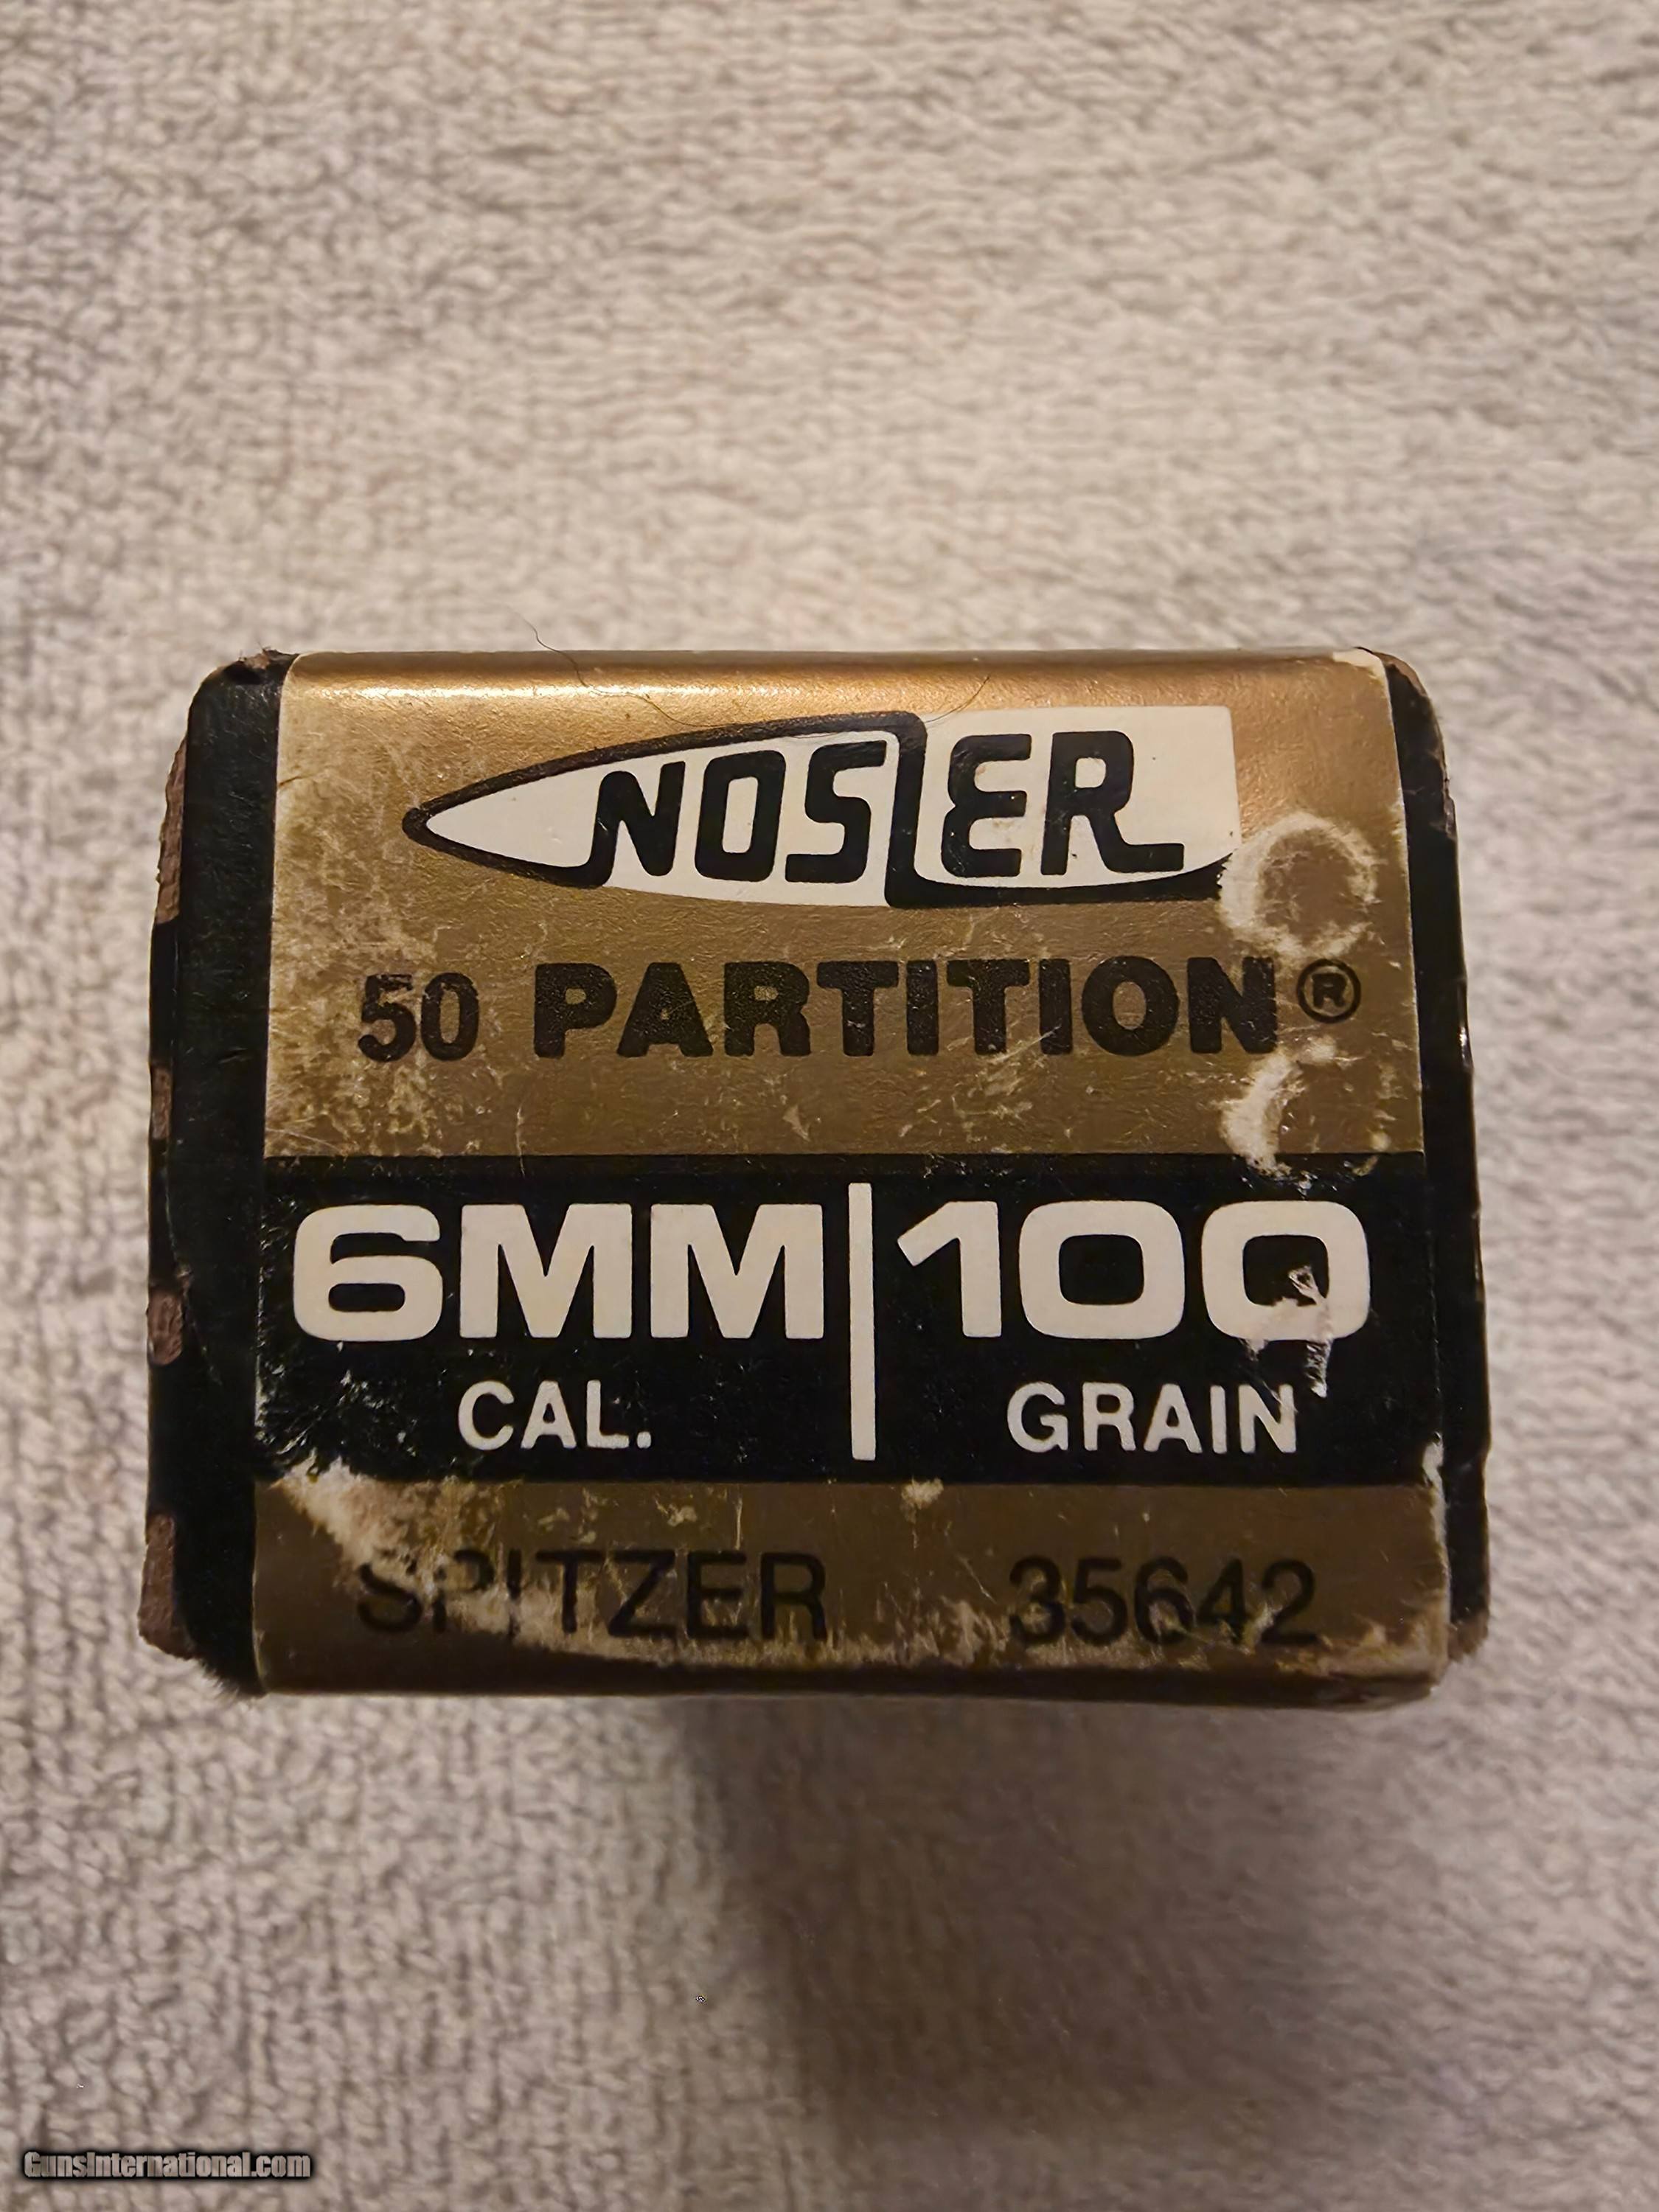 NOSLER
50 PARTITION®
6MM | 100
CAL. GRAIN
SPITZER 35642
GunsInternational.com